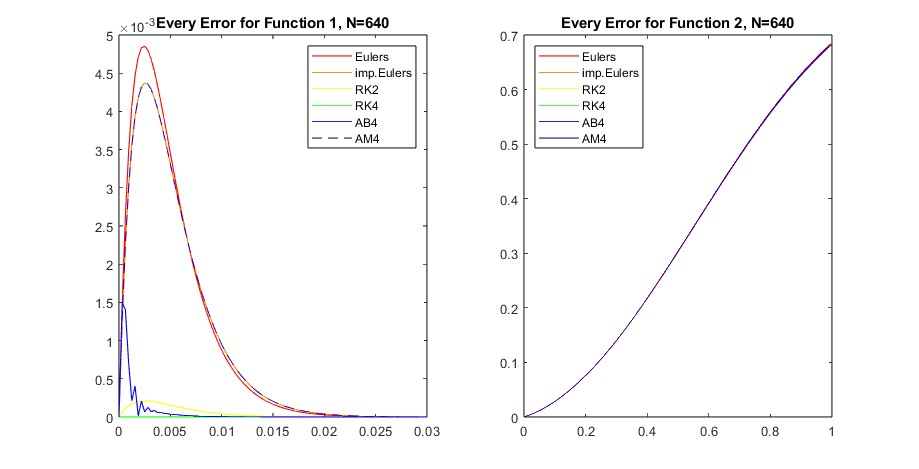 ×10-3
Every Error for Function 1, N=640
5
4.5
4
3.5
3
2.5
2
1.5
1
0.5
0
0 0.005 0.01 0.015 0.02 0.025 0.03
Eulers
imp.Eulers
RK2
RK4
AB4
AM4
Every Error for Function 2, N=640
0.7
0.6
0.5
0.4
0.3
0.2
0.1
0
0 0.2 0.4 0.6 0.8 1
Eulers
imp.Eulers
RK2
RK4
AB4
AM4